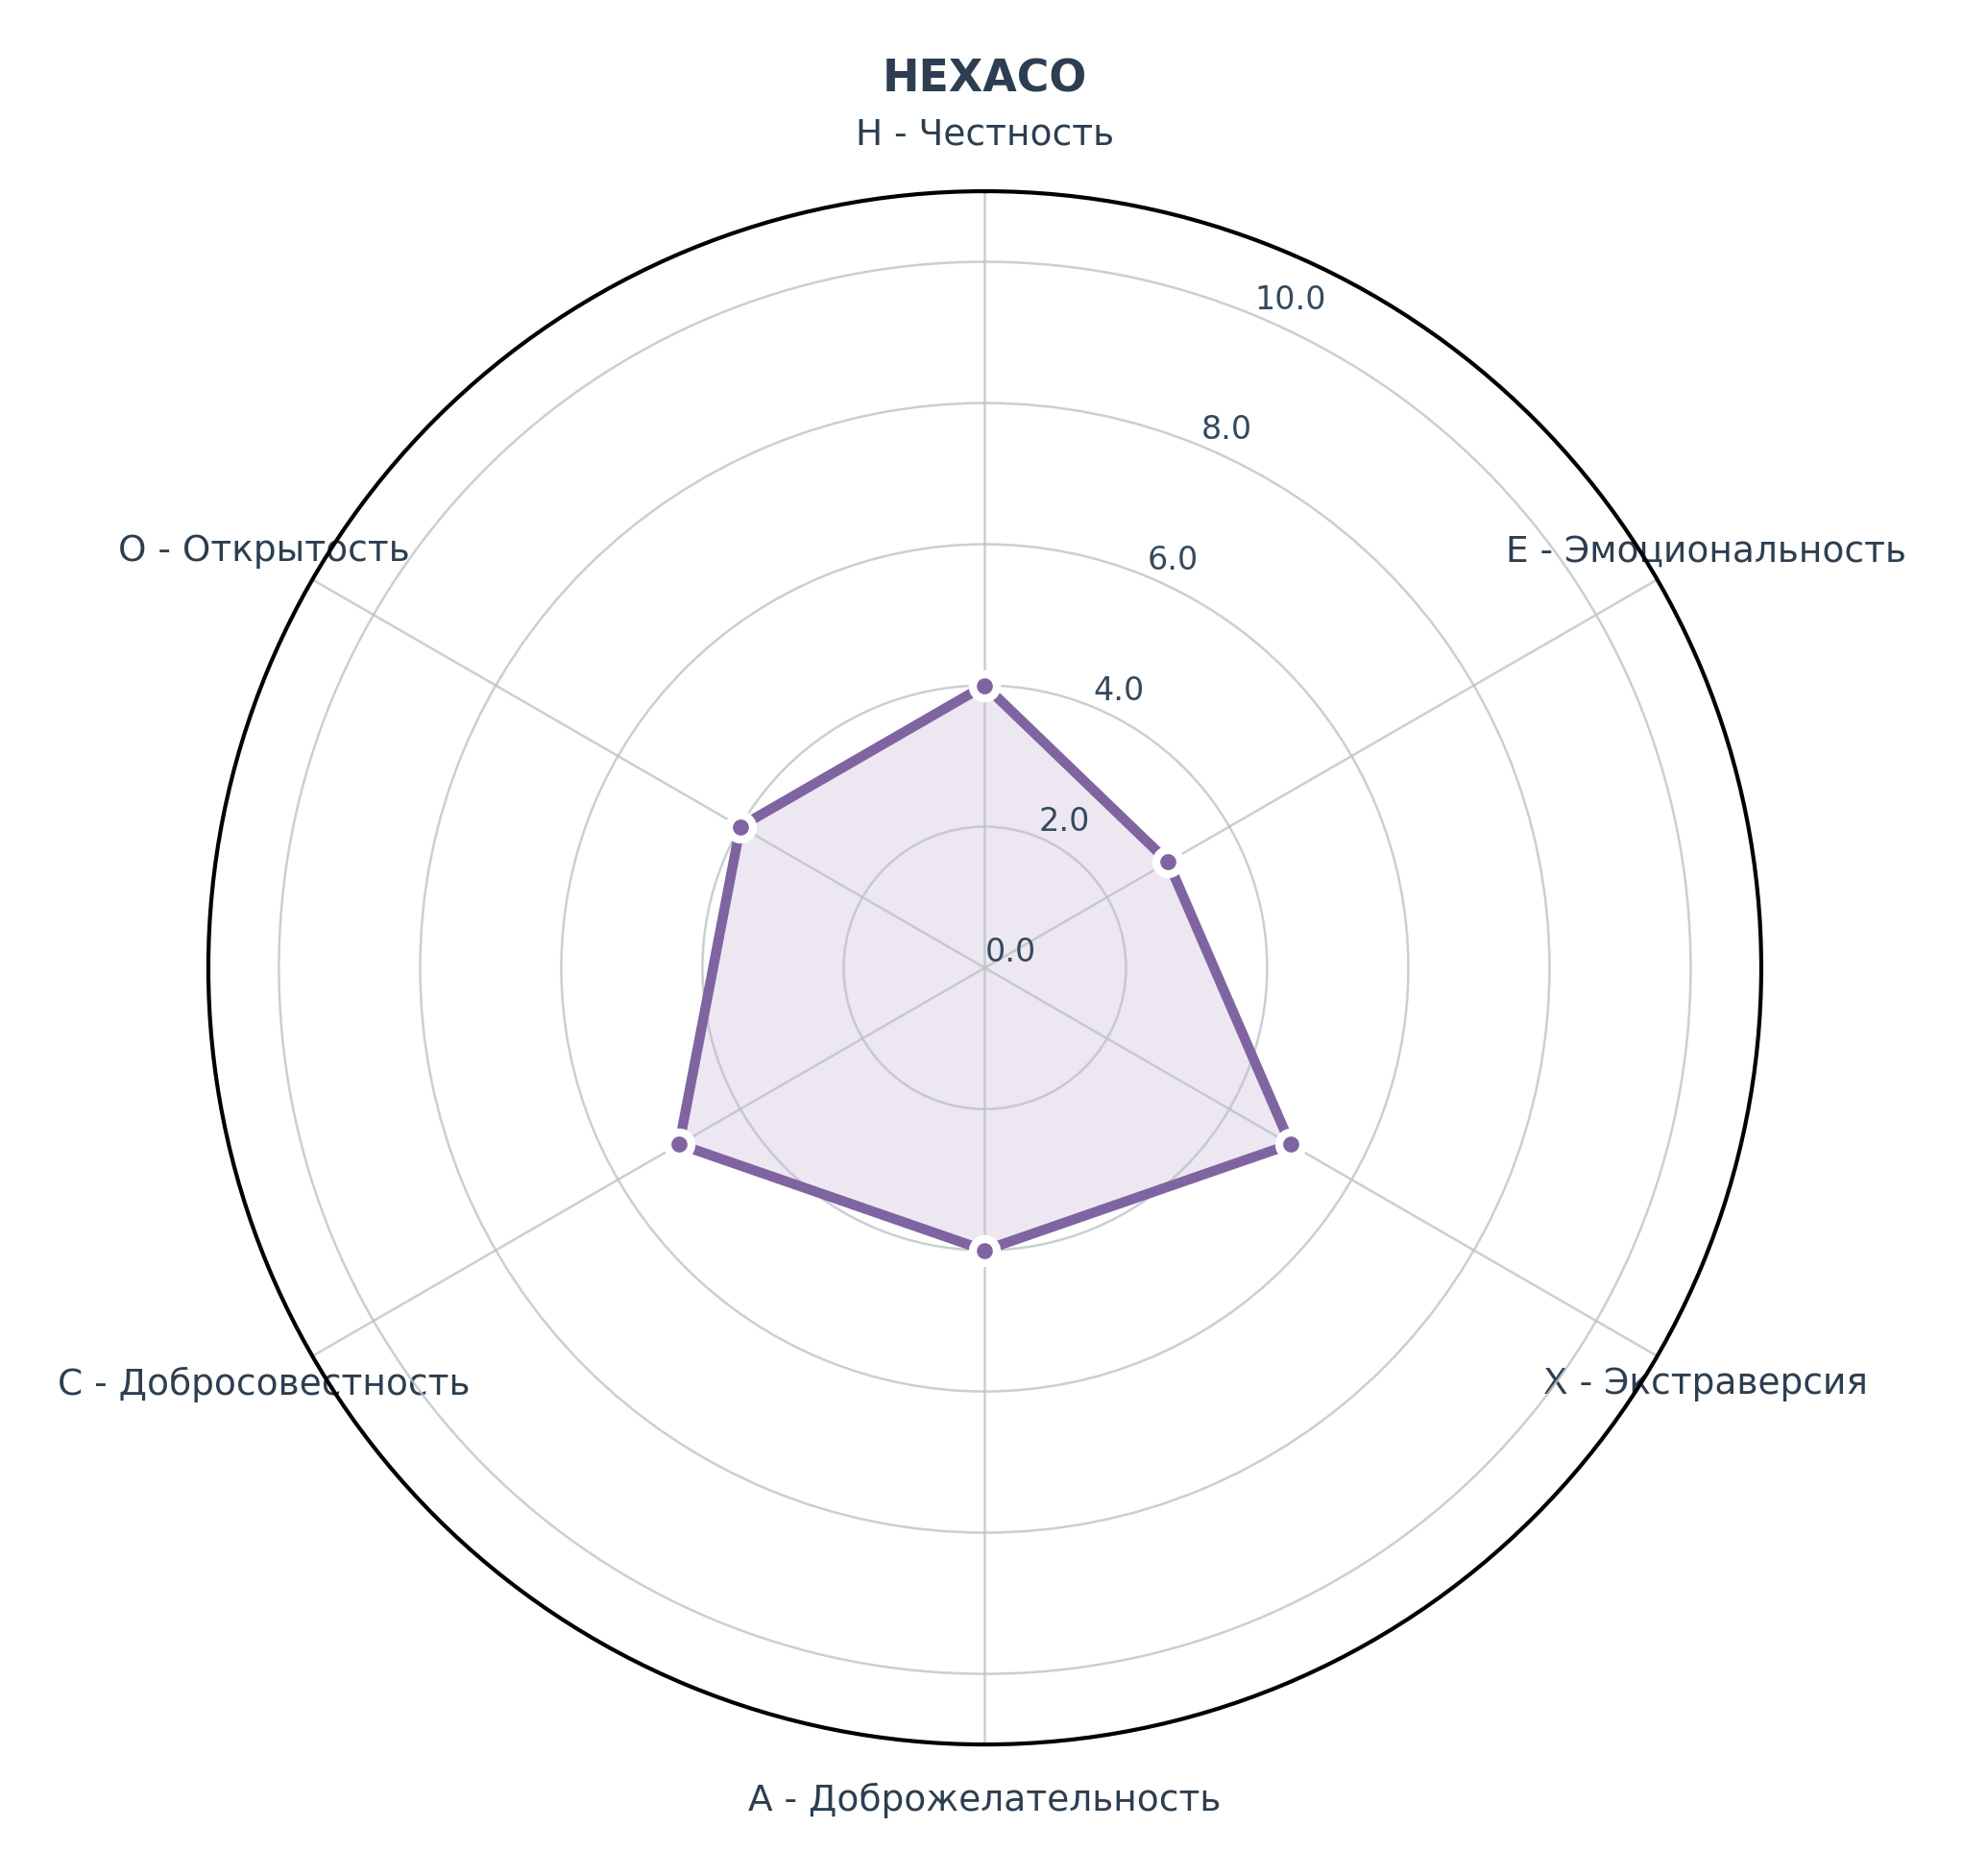 HEXACO
H - Честность
10.0
8.0
O - Открытость
E - Эмоциональность
6.0
4.0
2.0
0.0
C - Добросовестность
X - Экстраверсия
A - Доброжелательность